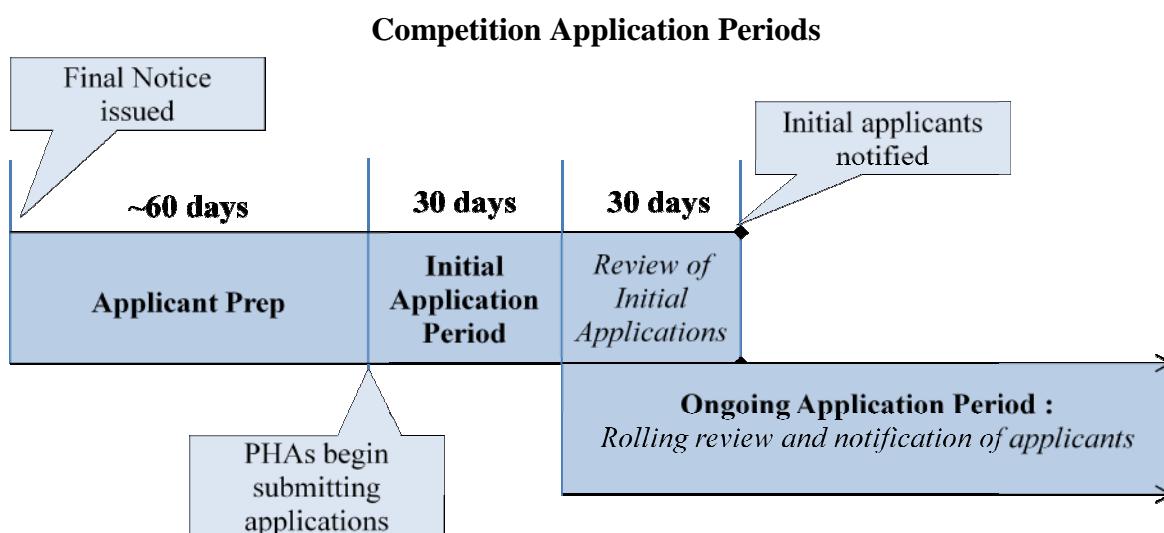 Competition Application Periods
Final Notice
issued
Initial applicants
notified
~60 days
30 days
30 days
Applicant Prep
Initial
Application
Period
Review of
Initial
Applications
Ongoing Application Period :
Rolling review and notification of applicants
PHAs begin
submitting
applications